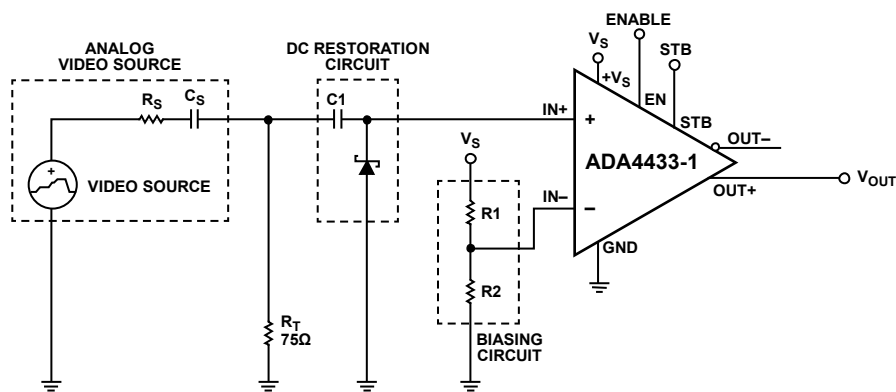 ANALOG
VIDEO SOURCE
DC RESTORATION
CIRCUIT
ENABLE
VS
STB
RS
CS
C1
+VS
EN
STB
IN+
+
OUT–
VS
ADA4433-1
+
VIDEO SOURCE
IN–
–
OUT+
VOUT
R1
GND
R2
RT
75Ω
BIASING
CIRCUIT